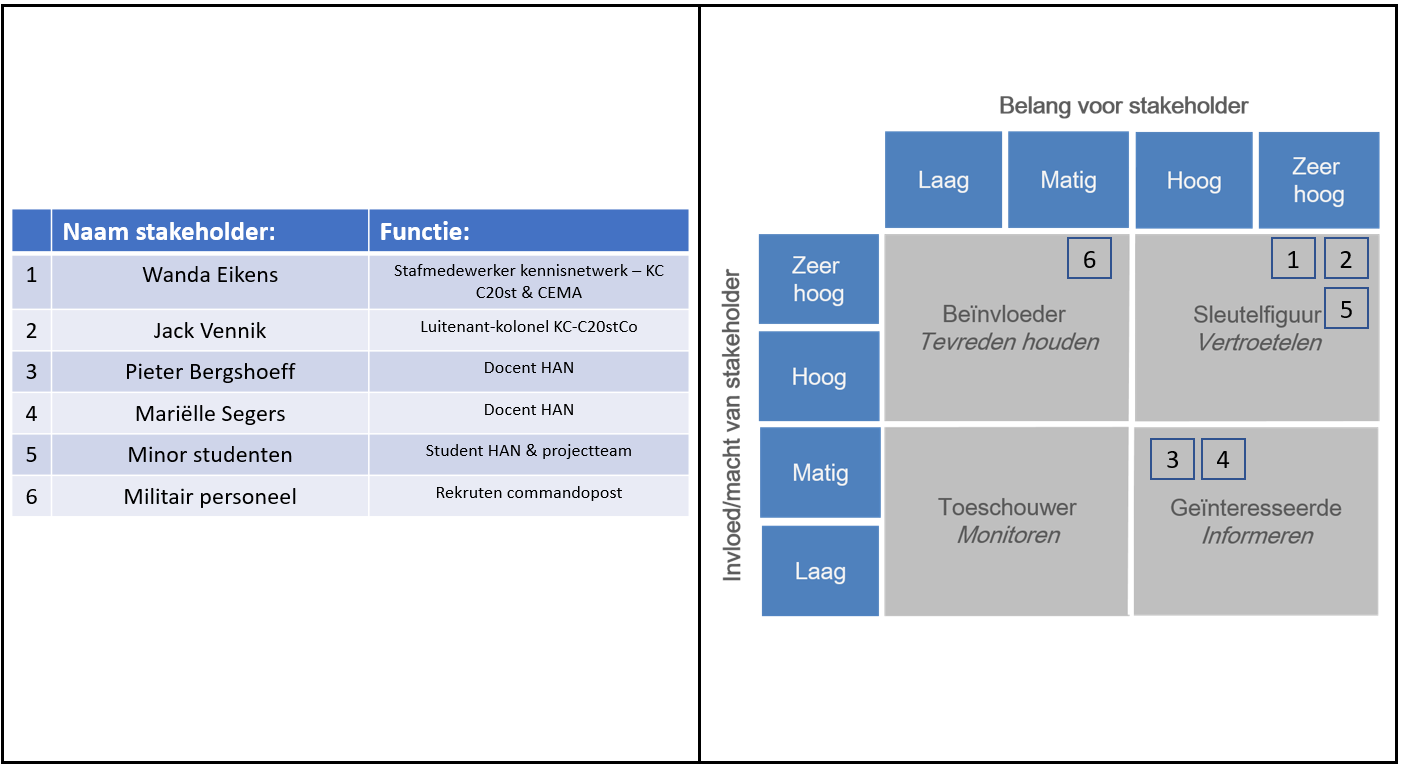 Naam stakeholder: Functie:
1 Wanda Eikens Stafmedewerker kennisnetwerk – KC
C20st & CEMA
2 Jack Vennik Luitenant-kolonel KC-C20stCo
3 Pieter Bergshoeff Docent HAN
4 Mariëlle Segers Docent HAN
5 Minor studenten Student HAN & projectteam
6 Militair personeel Rekruten commandopost
Belang voor stakeholder
Laag Matig Hoog Zeer
hoog
Invloed/macht van stakeholder
Zeer
hoog
Hoog
Matig
Laag
6
Beïnvloeder
Tevreden houden
1 2
5
Sleutelfiguur
Vertroetelen
Toeschouwer
Monitoren
3 4
Geïnteresseerde
Informeren